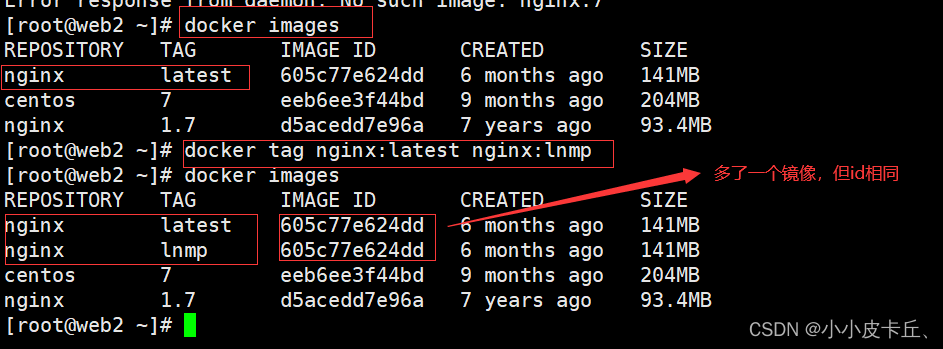 Error response from daemon: No such image: nginx:7
[root@web2 ~]# docker images
REPOSITORY TAG IMAGE ID CREATED SIZE
nginx latest 605c77e624dd 6 months ago 141MB
centos 7 eeb6ee3f44bd 9 months ago 204MB
nginx 1.7 d5acedd7e96a 7 years ago 93.4MB
[root@web2 ~]# docker tag nginx:latest nginx:lnmp
[root@web2 ~]# docker images
多了一个镜像，但id相同
REPOSITORY TAG IMAGE ID CREATED SIZE
nginx latest 605c77e624dd 6 months ago 141MB
nginx lnmp 605c77e624dd 6 months ago 141MB
centos 7 eeb6ee3f44bd 9 months ago 204MB
nginx 1.7 d5acedd7e96a 7 years ago 93.4MB
[root@web2 ~]#
CSDN @小小皮卡丘、